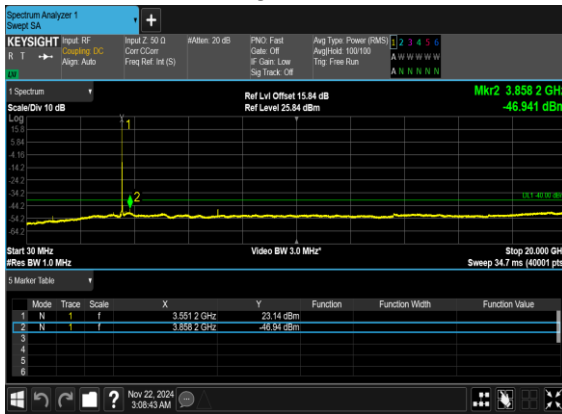 Spectrum Analyzer 1
Swept SA
KEYSIGHT Input: RF Input Z: 50 Ω #Atten: 20 dB PNO: Fast Avg Type: Power (RMS) 1 2 3 4 5 6
R T Coupling: DC Corr CCorr Gate: Off Avg|Hold: 100/100 A W W W W W
Align: Auto Freq Ref: Int (S) IF Gain: Low Trig: Free Run
LW Sig Track: Off A N N N N N
1 Spectrum Ref Lvl Offset 15.84 dB Mkr2 3.858 2 GHz
Scale/Div 10 dB Ref Level 25.84 dBm -46.941 dBm
Log
15.8
5.84
-4.16
-14.2
-24.2
-34.2
-44.2
-54.2
-64.2
1
2
DL1 -40.00 dBm
Start 30 MHz Video BW 3.0 MHz* Stop 20.000 GHz
#Res BW 1.0 MHz Sweep 34.7 ms (40001 pts)
5 Marker Table
Mode Trace Scale X Y Function Function Width Function Value
1 N 1 f 3.551 2 GHz 23.14 dBm
2 N 1 f 3.858 2 GHz -46.94 dBm
3
4
5
6
? Nov 22, 2024
3:08:43 AM